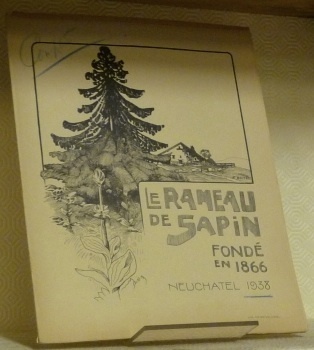 LE RAMEAU
DE SAPIN
FONDÉ
EN 1866
NEUCHATEL 1938